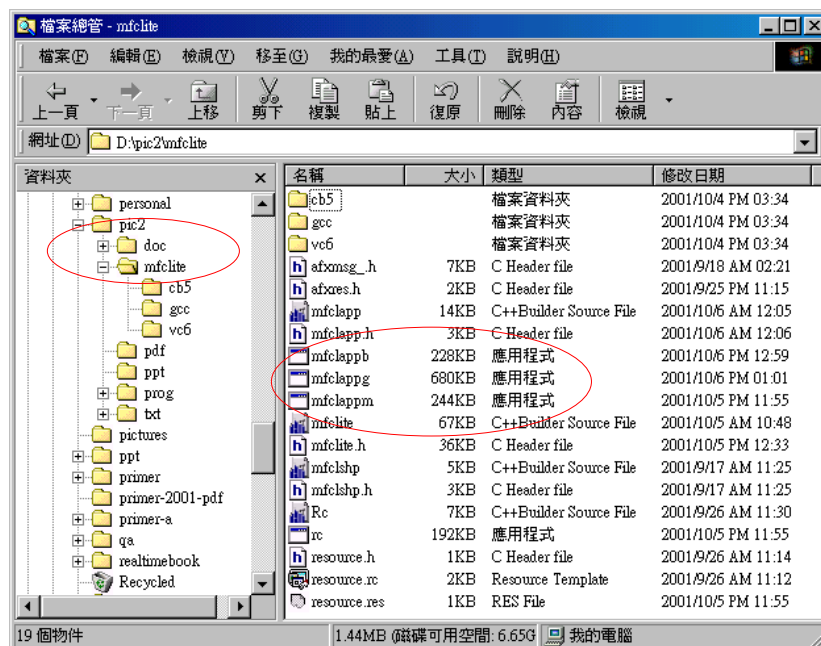 檔案總管 - mfclite
檔案(F) 編輯(E) 檢視(V) 移至(G) 我的最愛(A) 工具(T) 說明(H)
上一頁 下一頁 上移 剪下 複製 貼上 復原 刪除 內容 檢視
網址(D) D:\pic2\mfclite
資料夾
personal
pic2
doc
mfclite
cb5
gcc
vc6
pdf
ppt
prog
txt
pictures
ppt
primer
primer-2001-pdf
primer-a
qa
realtimebook
Recycled
名稱 大小 類型 修改日期
cb5 檔案資料夾 2001/10/4 PM 03:34
gcc 檔案資料夾 2001/10/4 PM 03:34
vc6 檔案資料夾 2001/10/4 PM 03:34
afxmsg_.h 7KB C Header file 2001/9/18 AM 02:21
afxres.h 2KB C Header file 2001/9/25 PM 11:15
mfclapp 14KB C++Builder Source File 2001/10/6 AM 12:05
mfclapp.h 3KB C Header file 2001/10/6 AM 12:06
mfclappb 228KB 應用程式 2001/10/6 PM 12:59
mfclappg 680KB 應用程式 2001/10/6 PM 01:01
mfclappm 244KB 應用程式 2001/10/5 PM 11:55
mfclite 67KB C++Builder Source File 2001/10/5 AM 10:48
mfclite.h 36KB C Header file 2001/10/5 PM 12:33
mfclshp 5KB C++Builder Source File 2001/9/17 AM 11:25
mfclshp.h 3KB C Header file 2001/9/17 AM 11:25
Rc 7KB C++Builder Source File 2001/9/26 AM 11:30
rc 192KB 應用程式 2001/10/5 PM 11:55
resource.h 1KB C Header file 2001/9/26 AM 11:14
resource.rc 2KB Resource Template 2001/9/26 AM 11:12
resource.res 1KB RES File 2001/10/5 PM 11:55
19 個物件 1.44MB (磁碟可用空間: 6.65G 我的電腦